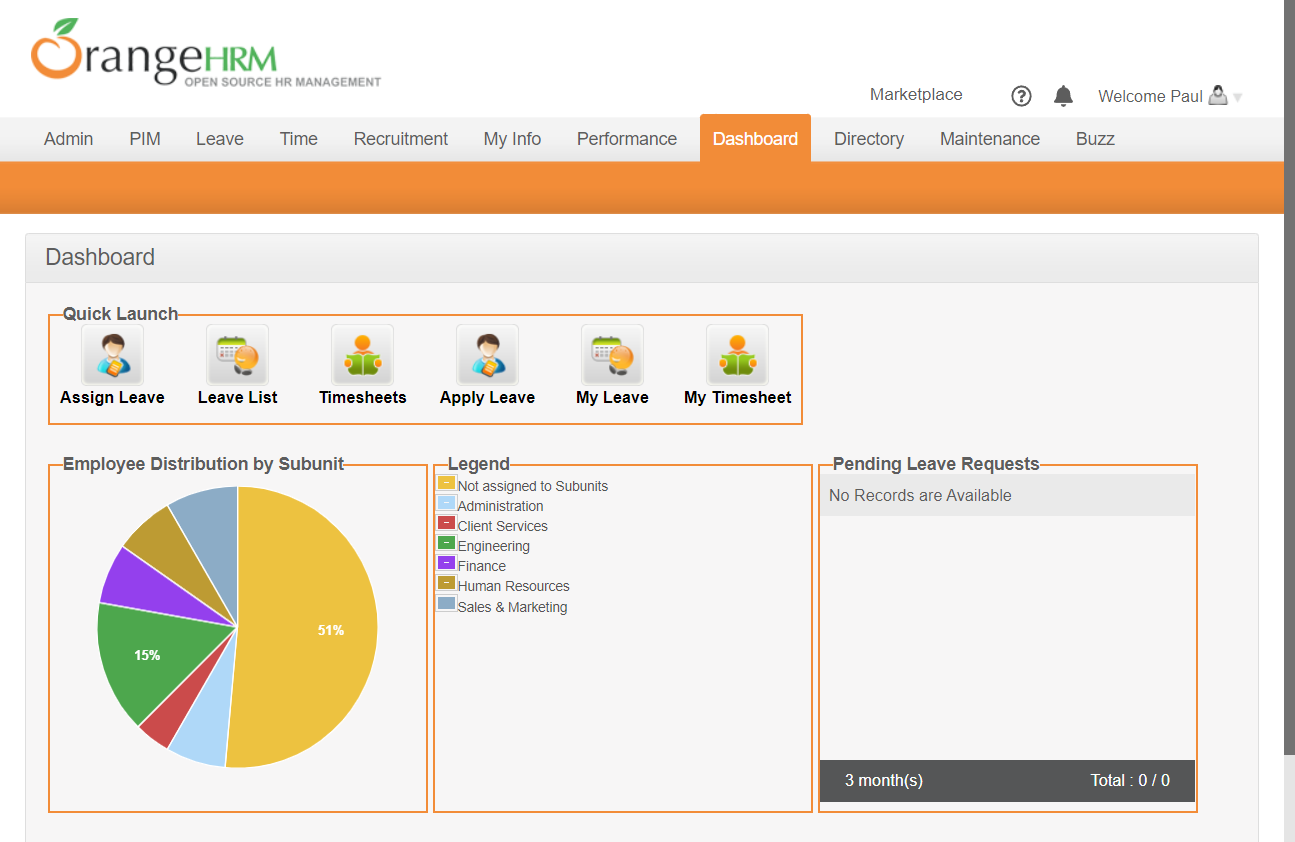 OrangeHRM
OPEN SOURCE HR MANAGEMENT
Marketplace ? Welcome Paul
Admin PIM Leave Time Recruitment My Info Performance Dashboard Directory Maintenance Buzz
Dashboard
Quick Launch
Assign Leave Leave List Timesheets Apply Leave My Leave My Timesheet
Employee Distribution by Subunit
51%
15%
Legend
Not assigned to Subunits
Administration
Client Services
Engineering
Finance
Human Resources
Sales & Marketing
Pending Leave Requests
No Records are Available
3 month(s) Total : 0 / 0